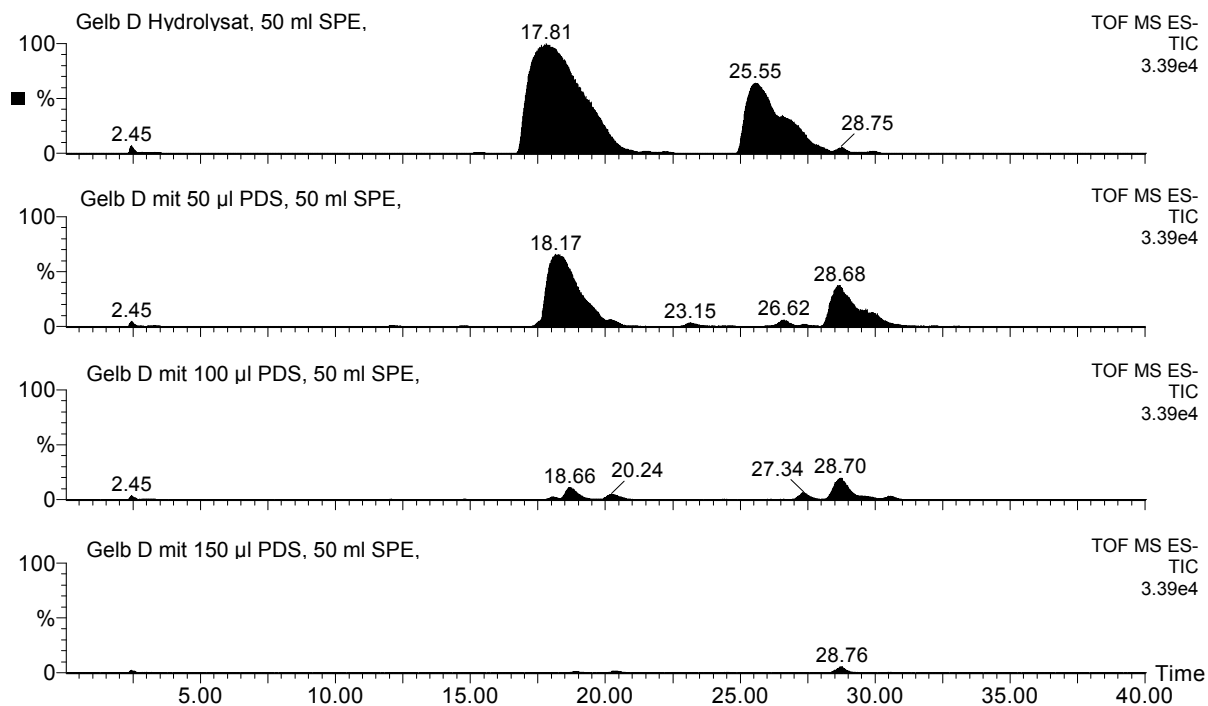 Gelb D Hydrolysat, 50 ml SPE,
TOF MS ES-
TIC
3.39e4
100
%
0
2.45
17.81
25.55
28.75
Gelb D mit 50 µl PDS, 50 ml SPE,
TOF MS ES-
TIC
3.39e4
100
%
0
2.45
18.17
23.15
26.62
28.68
Gelb D mit 100 µl PDS, 50 ml SPE,
TOF MS ES-
TIC
3.39e4
100
%
0
2.45
18.66
20.24
27.34
28.70
Gelb D mit 150 µl PDS, 50 ml SPE,
TOF MS ES-
TIC
3.39e4
100
%
0
28.76
Time
5.00 10.00 15.00 20.00 25.00 30.00 35.00 40.00